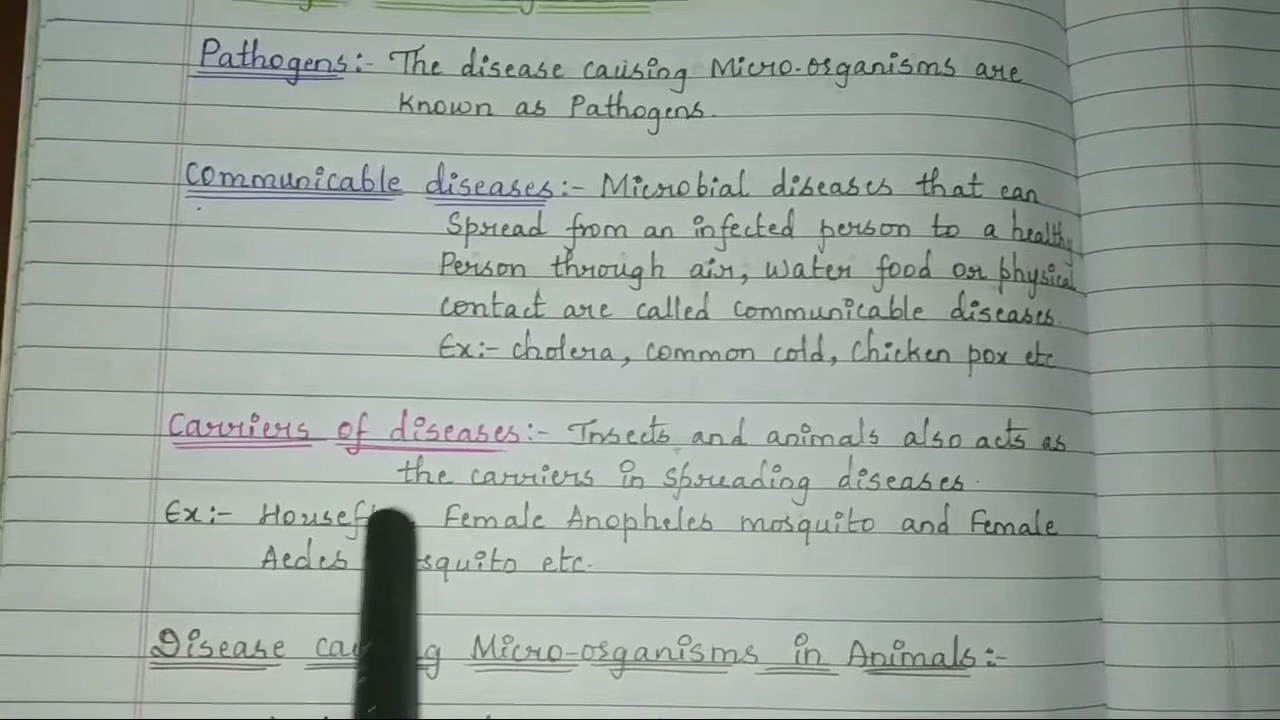 Pathogens:- The disease causing Micro-organisms are
Known as Pathogens.
Communicable diseases:- Microbial diseases that can
Spread from an infected person to a healthy
Person through air, water food or physical
contact are called communicable diseases.
Ex:- cholera, common cold, chicken pox etc
Carriers of diseases:- Insects and animals also acts as
the carriers in spreading diseases.
Ex:- Female Anopheles mosquito and Female
Aedes etc.
Disease Micro-organisms in Animals:-